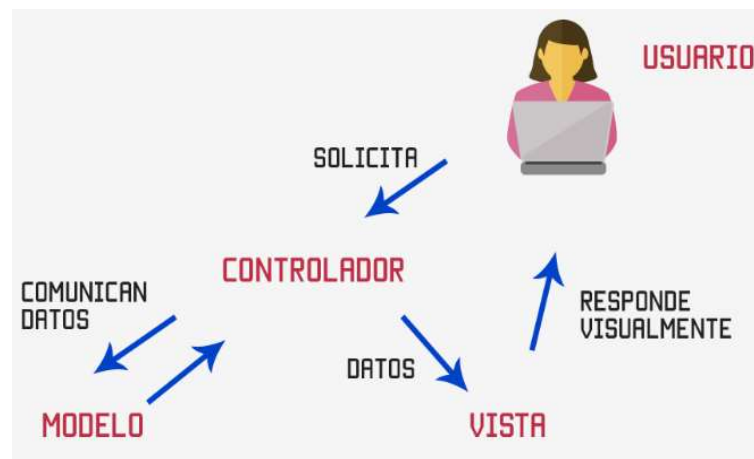 USUARIO
SOLICITA
CONTROLADOR
COMUNICAN
DATOS
RESPONDE
VISUALMENTE
DATOS
MODELO
VISTA